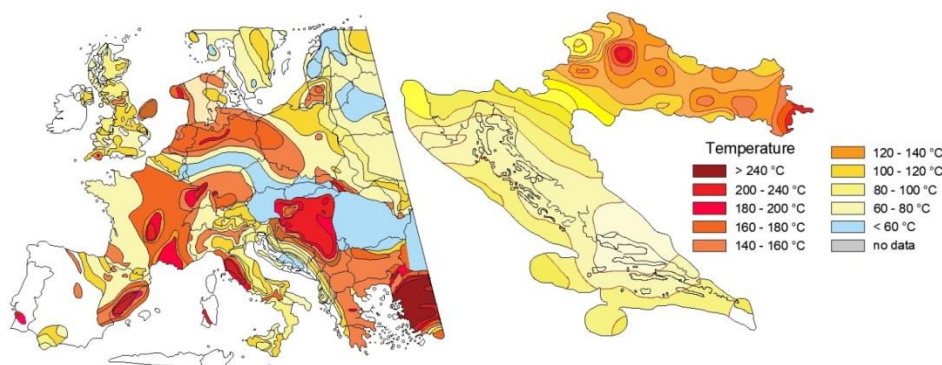 Temperature
> 240 °C
200 - 240 °C
180 - 200 °C
160 - 180 °C
140 - 160 °C
120 - 140 °C
100 - 120 °C
80 - 100 °C
60 - 80 °C
< 60 °C
no data